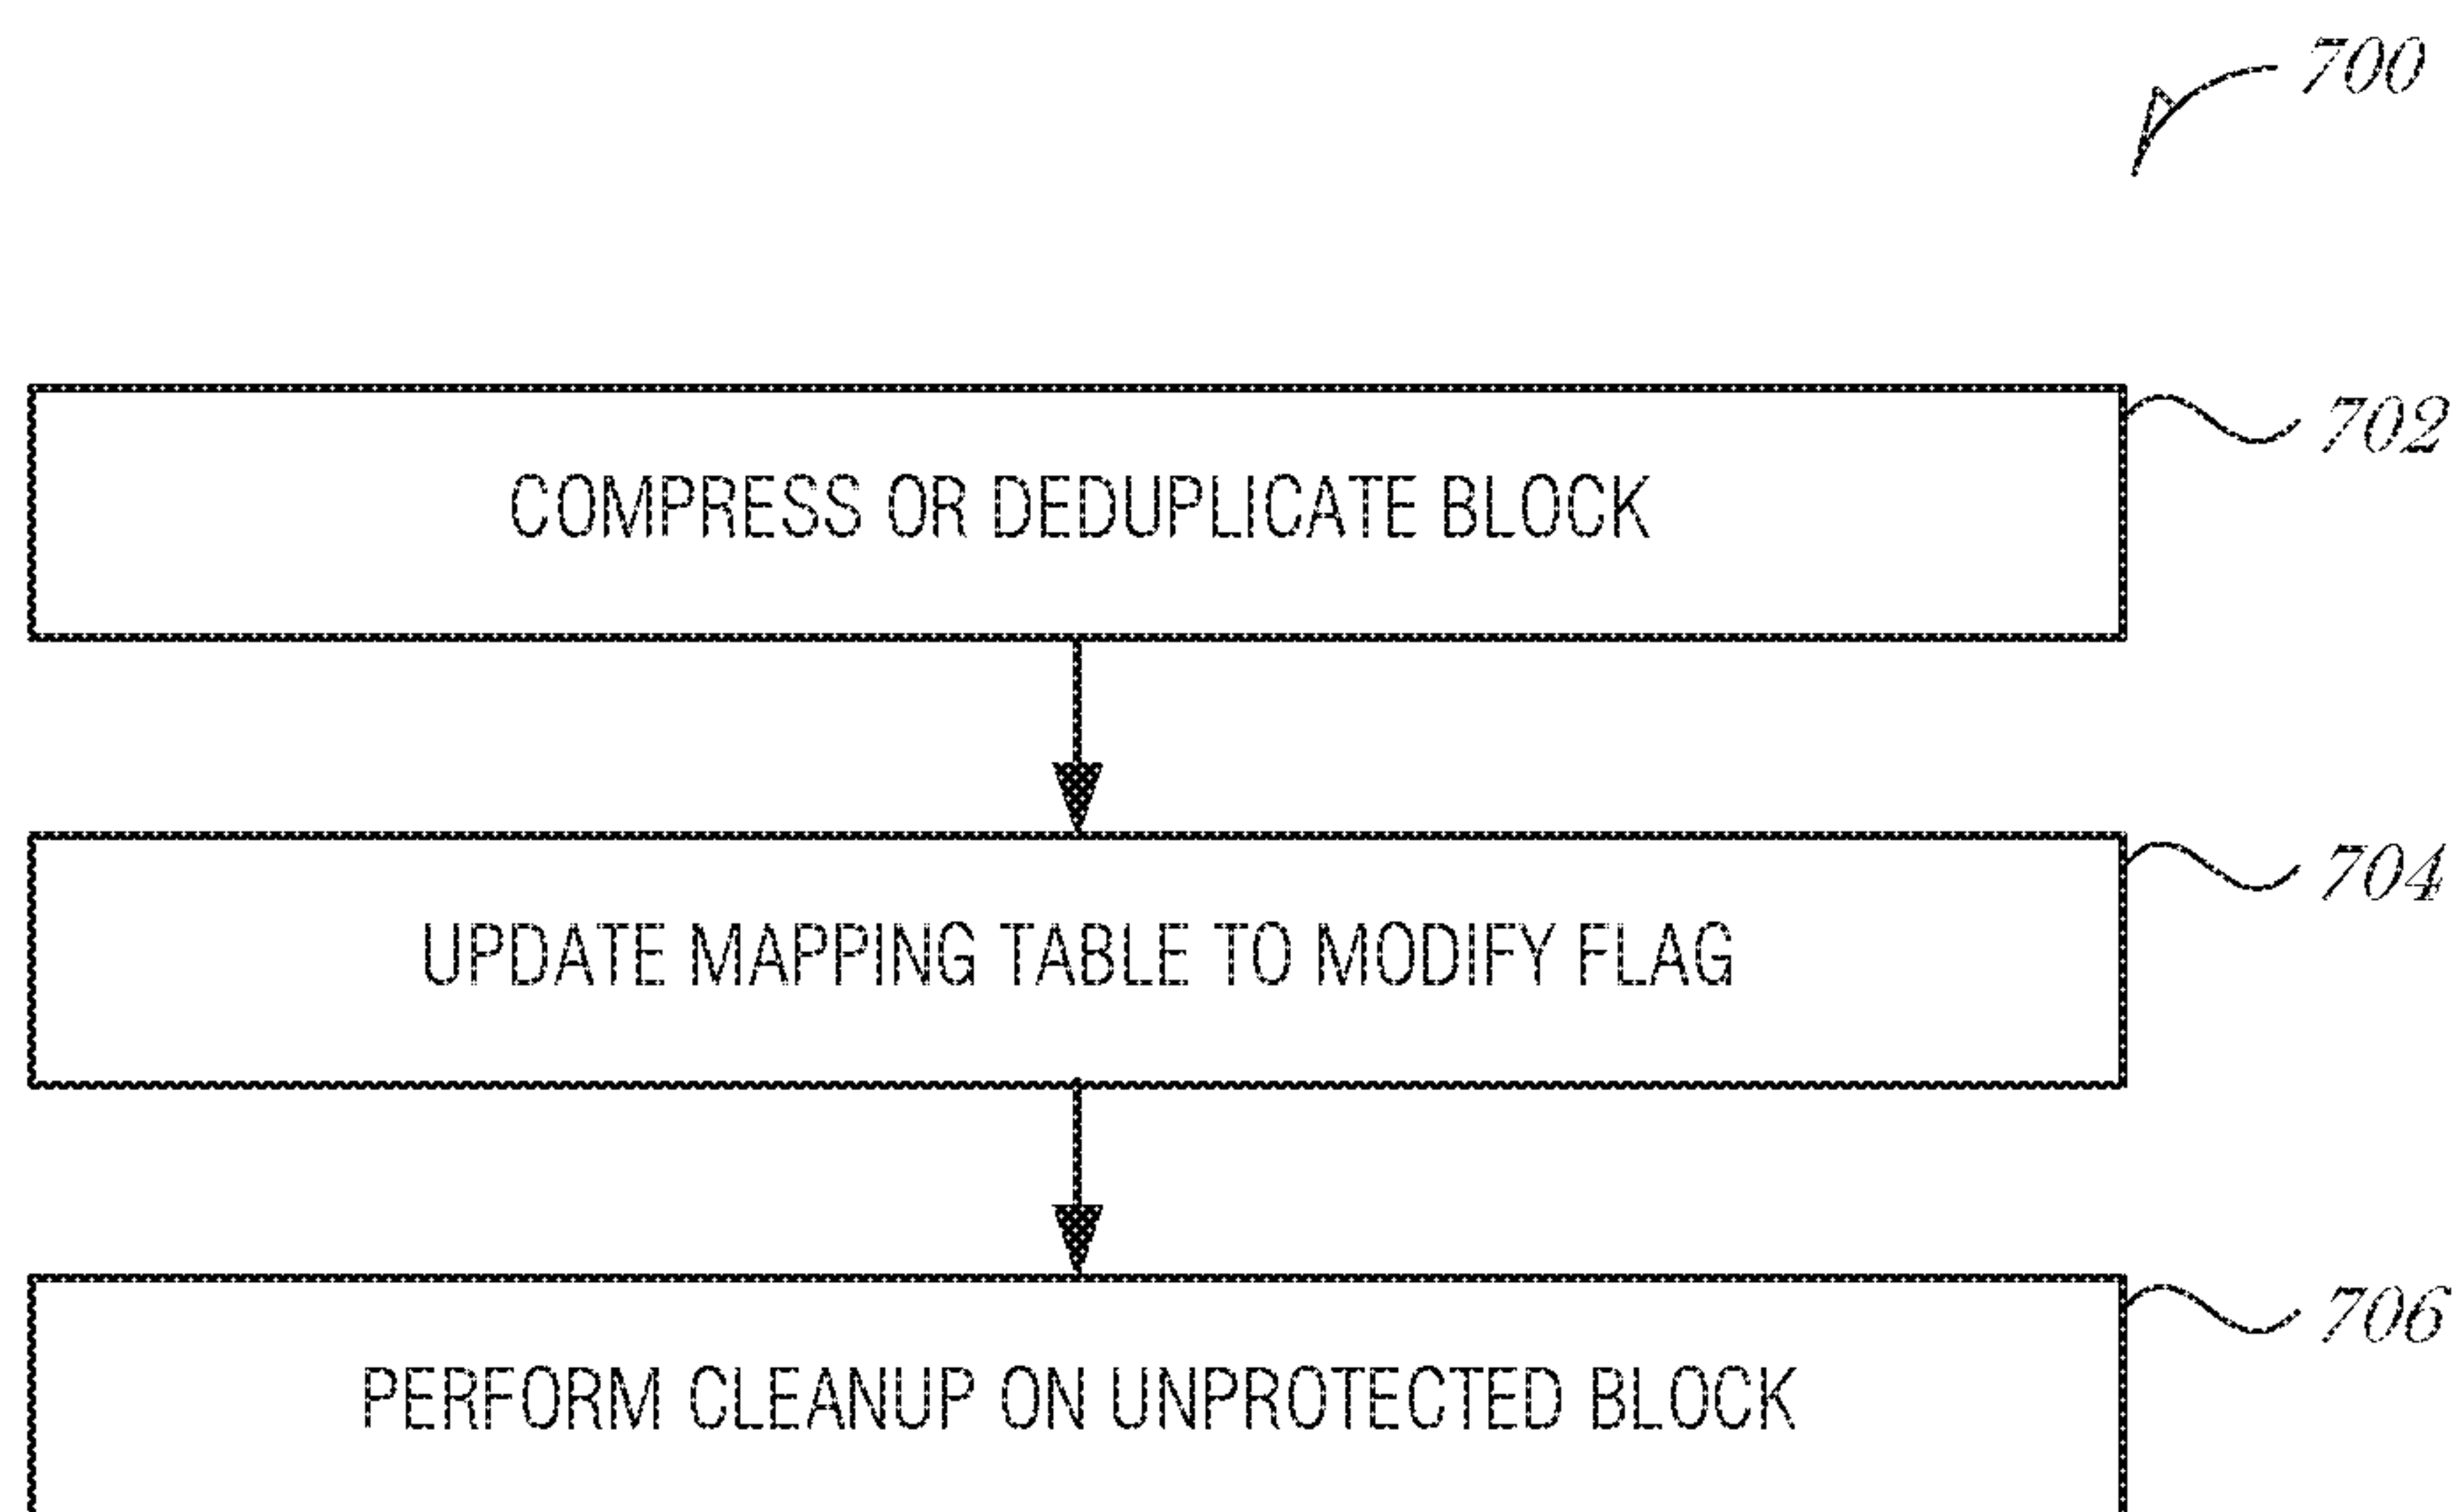 700
COMPRESS OR DEDUPLICATE BLOCK
702
UPDATE MAPPING TABLE TO MODIFY FLAG
704
PERFORM CLEANUP ON UNPROTECTED BLOCK
706